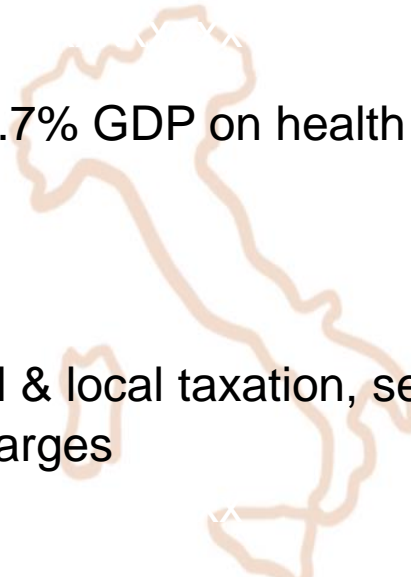 .7% GDP on health
l & local taxation, se
arges